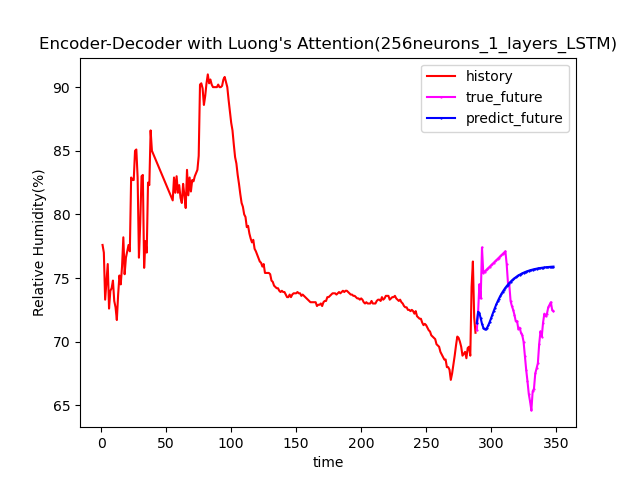 Encoder-Decoder with Luong's Attention(256neurons_1_layers_LSTM)
history
true_future
predict_future
Relative Humidity(%)
90
85
80
75
70
65
0 50 100 150 200 250 300 350
time